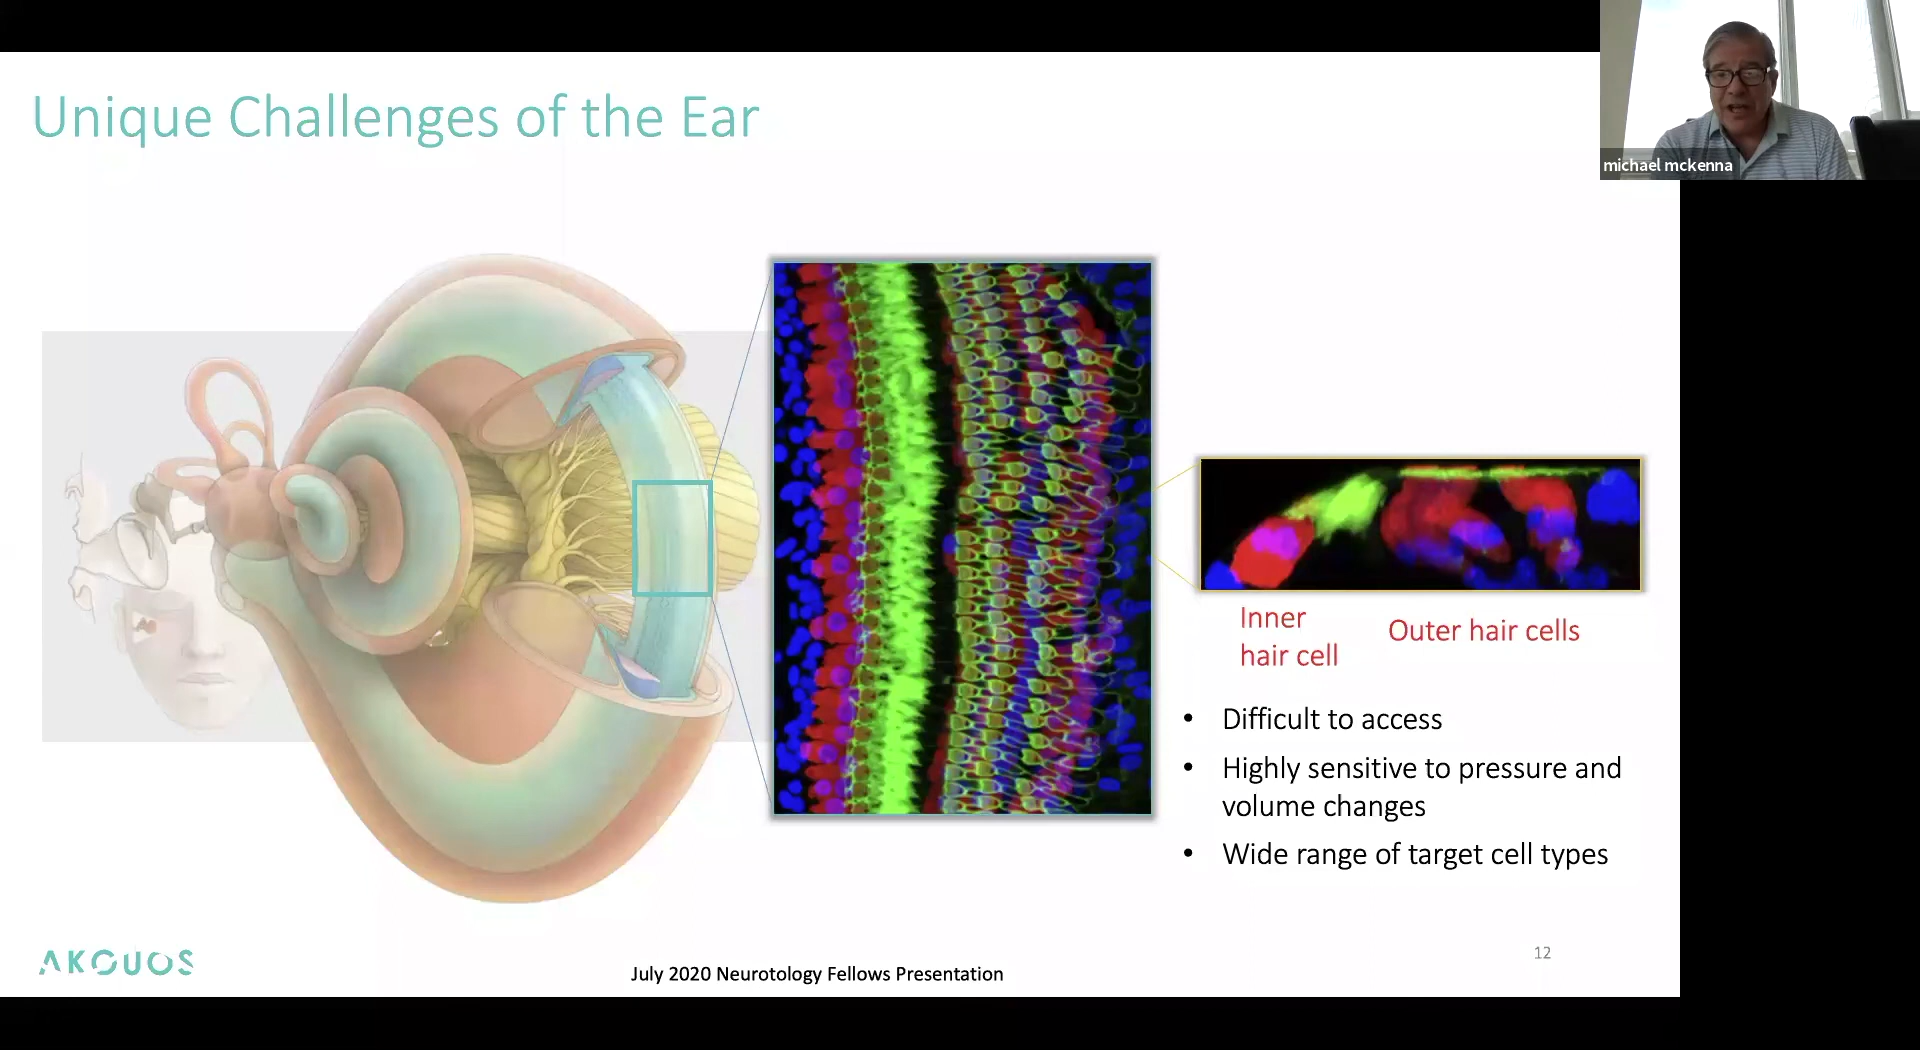 Unique Challenges of the Ear
michael mckenna
Inner
hair cell
Outer hair cells
• Difficult to access
• Highly sensitive to pressure and
volume changes
• Wide range of target cell types
AKOUOS
July 2020 Neurotology Fellows Presentation
12